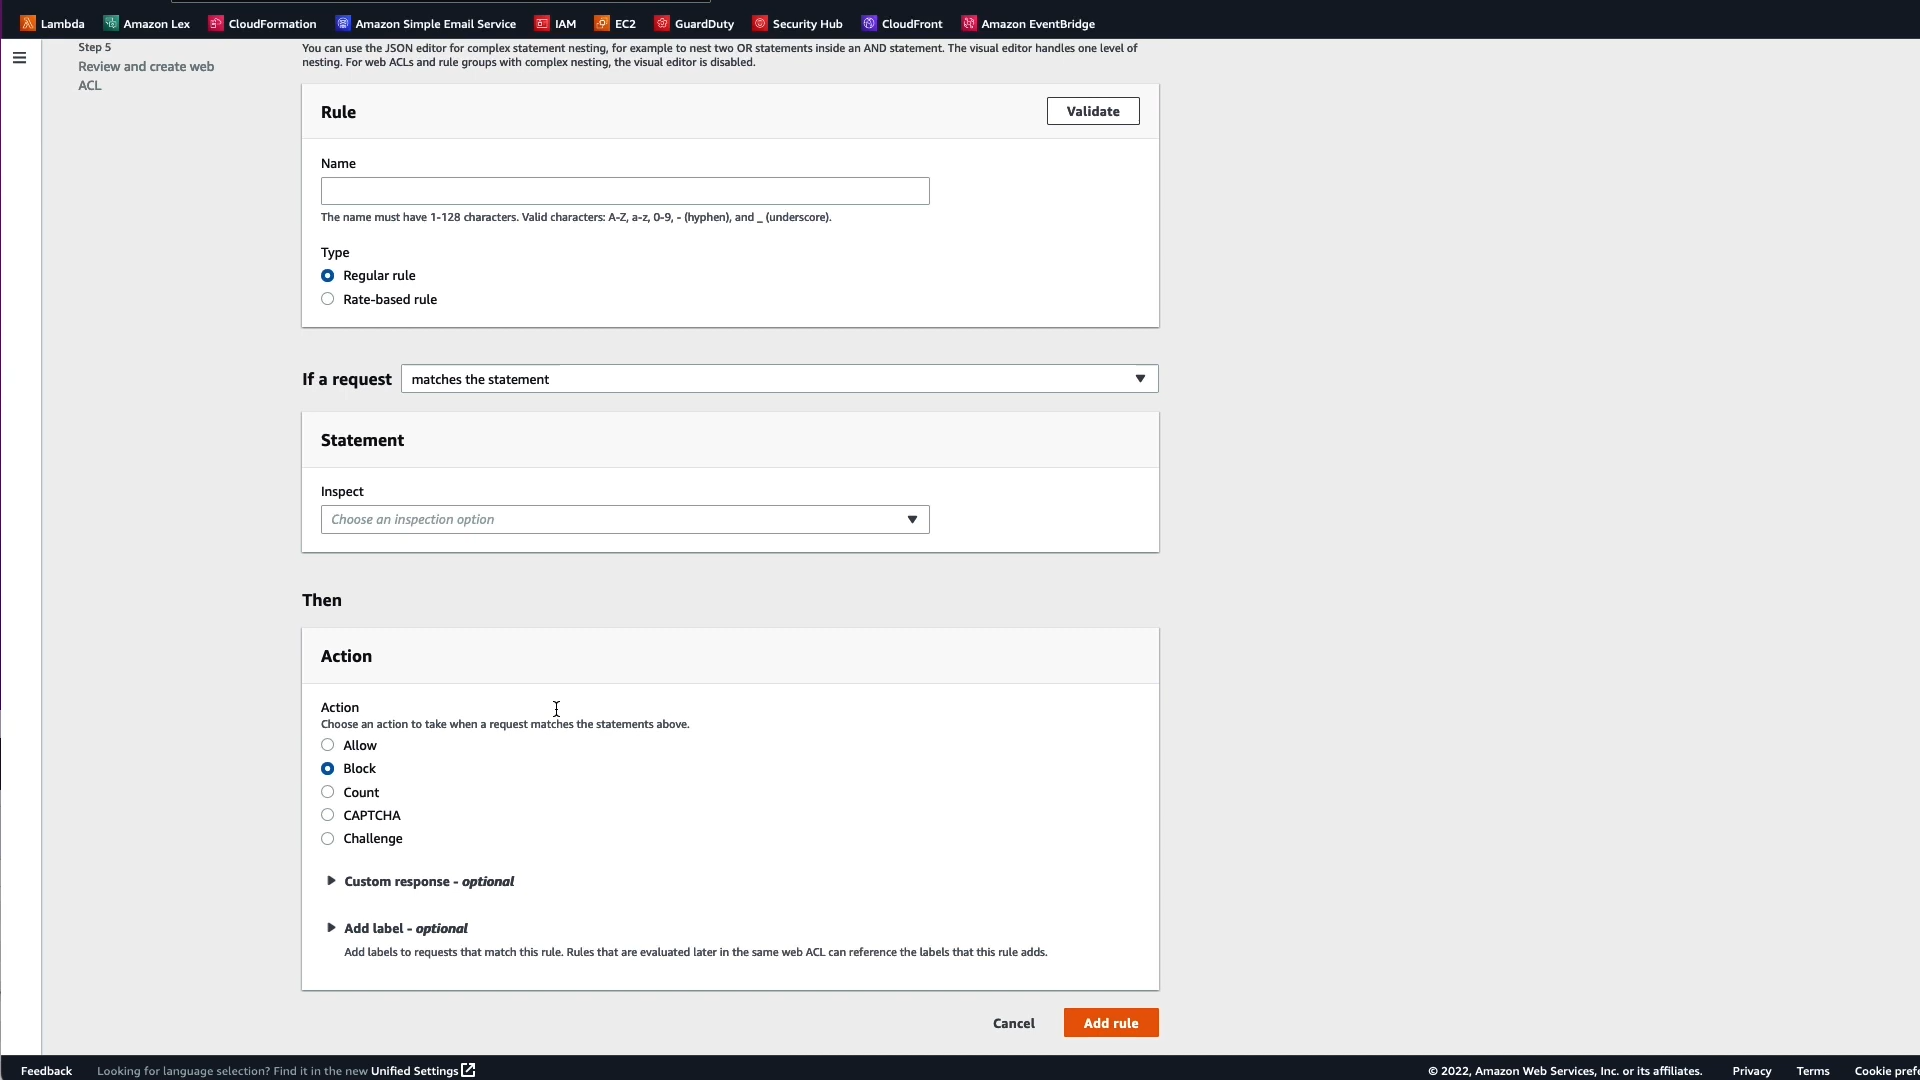 Lambda Amazon Lex CloudFormation Amazon Simple Email Service IAM EC2 GuardDuty Security Hub CloudFront Amazon EventBridge
Step 5
Review and create web
ACL
You can use the JSON editor for complex statement nesting, for example to nest two OR statements inside an AND statement. The visual editor handles one level of
nesting. For web ACLs and rule groups with complex nesting, the visual editor is disabled.
Rule
Validate
Name
The name must have 1-128 characters. Valid characters: A-Z, a-z, 0-9, - (hyphen), and _ (underscore).
Type
Regular rule
Rate-based rule
If a request matches the statement
Statement
Inspect
Choose an inspection option
Then
Action
Action
Choose an action to take when a request matches the statements above.
Allow
Block
Count
CAPTCHA
Challenge
Custom response - optional
Add label - optional
Add labels to requests that match this rule. Rules that are evaluated later in the same web ACL can reference the labels that this rule adds.
Cancel Add rule
Feedback Looking for language selection? Find it in the new Unified Settings © 2022, Amazon Web Services, Inc. or its affiliates. Privacy Terms Cookie prefe